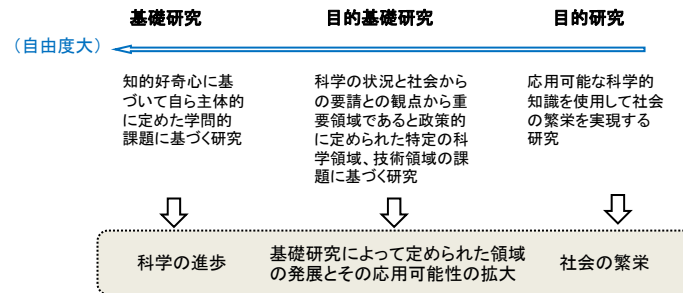 基礎研究
目的基礎研究
目的研究
（自由度大）
知的好奇心に基
づいて自ら主体的
に定めた学問的
課題に基づく研究
科学の状況と社会から
の要請との観点から重
要領域であると政策的
に定められた特定の科
学領域、技術領域の課
題に基づく研究
応用可能な科学的
知識を使用して社会
の繁栄を実現する
研究
科学の進歩
基礎研究によって定められた領域
の発展とその応用可能性の拡大
社会の繁栄